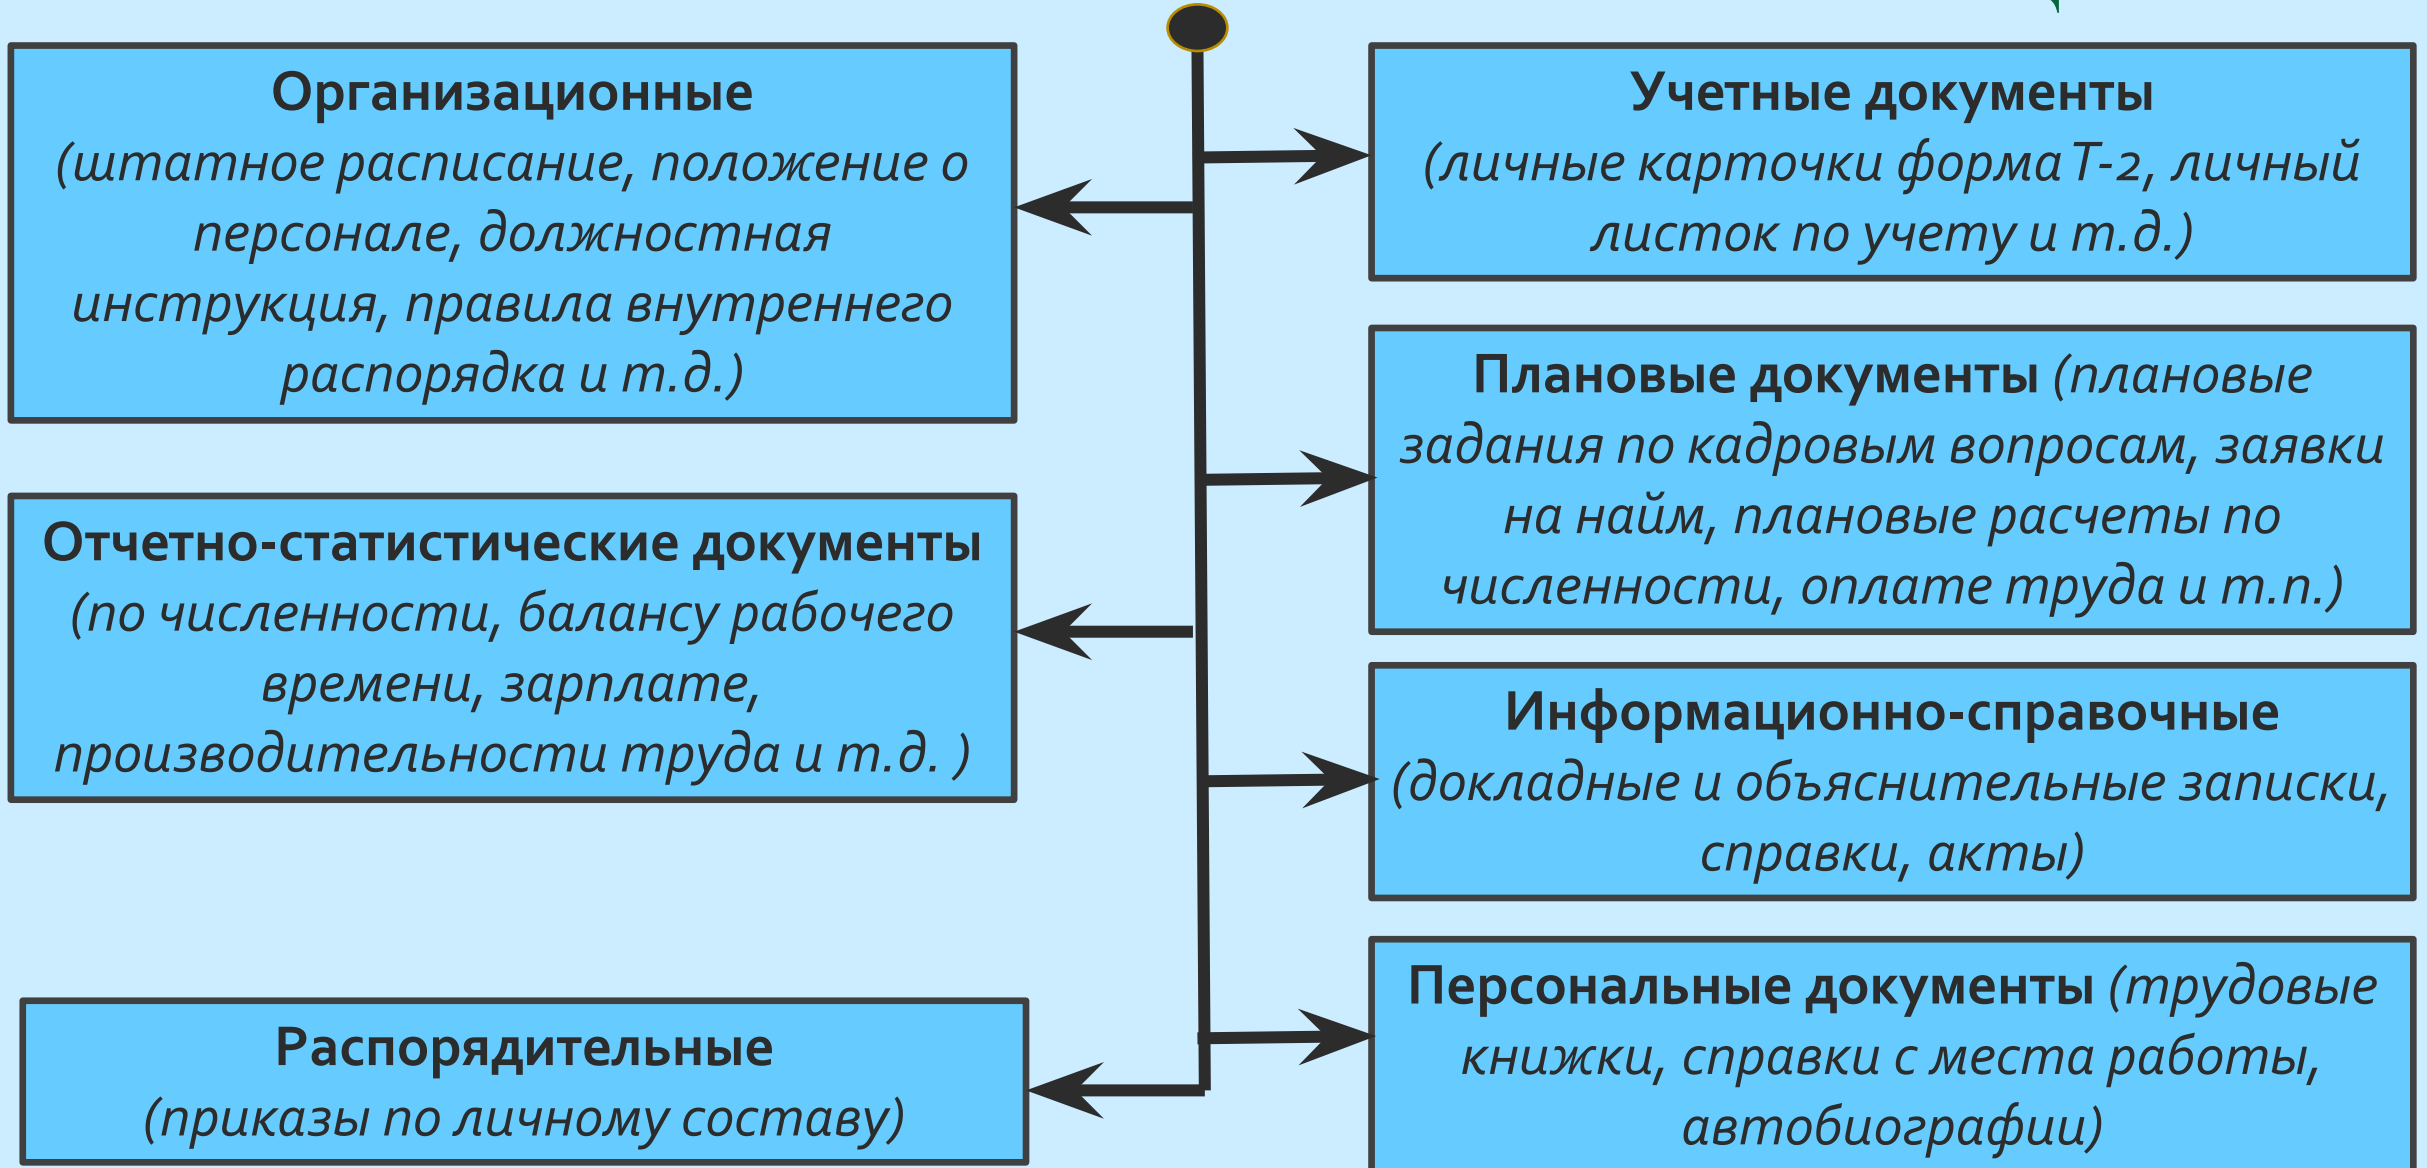 Организационные
(штатное расписание, положение о
персонале, должностная
инструкция, правила внутреннего
распорядка и т.д.)
Отчетно-статистические документы
(по численности, балансу рабочего
времени, зарплате,
производительности труда и т.д. )
Распорядительные
(приказы по личному составу)
Учетные документы
(личные карточки форма Т-2, личный
листок по учету и т.д.)
Плановые документы (плановые
задания по кадровым вопросам, заявки
на найм, плановые расчеты по
численности, оплате труда и т.п.)
Информационно-справочные
(докладные и объяснительные записки,
справки, акты)
Персональные документы (трудовые
книжки, справки с места работы,
автобиографии)